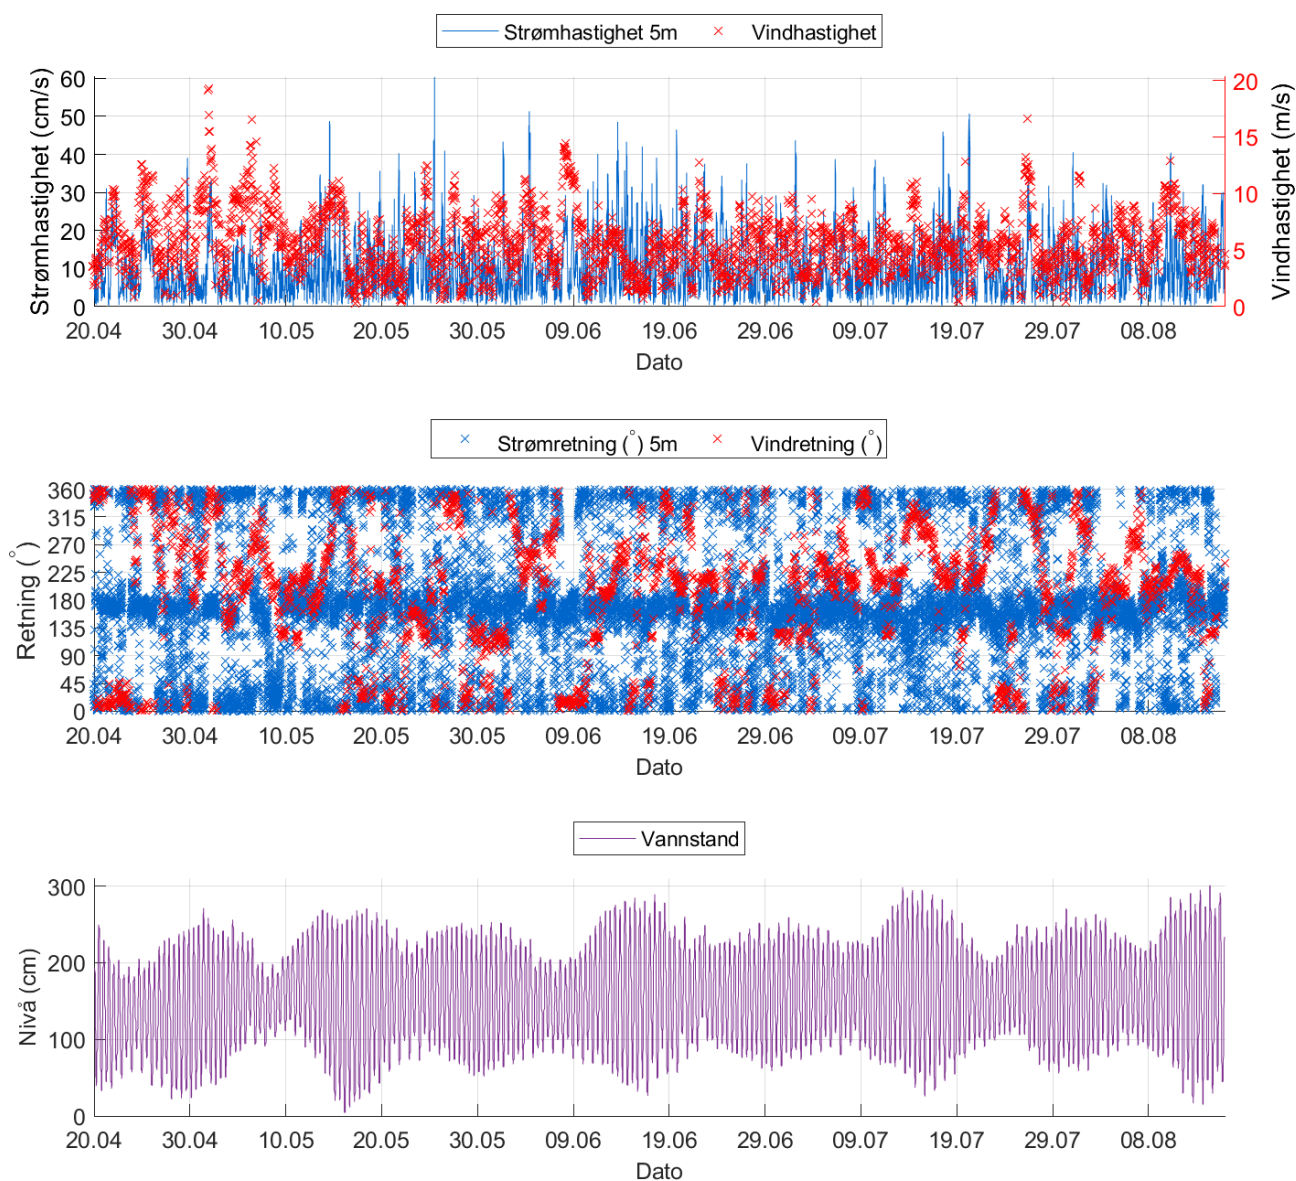 Strømhastighet 5m Vindhastighet
Strømhastighet (cm/s)
60
50
40
30
20
10
0
20
15
10
5
0
Vindhastighet (m/s)
20.04 30.04 10.05 20.05 30.05 09.06 19.06 29.06 09.07 19.07 29.07 08.08
Dato
Strømretning (°) 5m Vindretning (°)
Retning (°)
360
315
270
225
180
135
90
45
0
20.04 30.04 10.05 20.05 30.05 09.06 19.06 29.06 09.07 19.07 29.07 08.08
Dato
Vannstand
Nivå (cm)
300
200
100
0
20.04 30.04 10.05 20.05 30.05 09.06 19.06 29.06 09.07 19.07 29.07 08.08
Dato